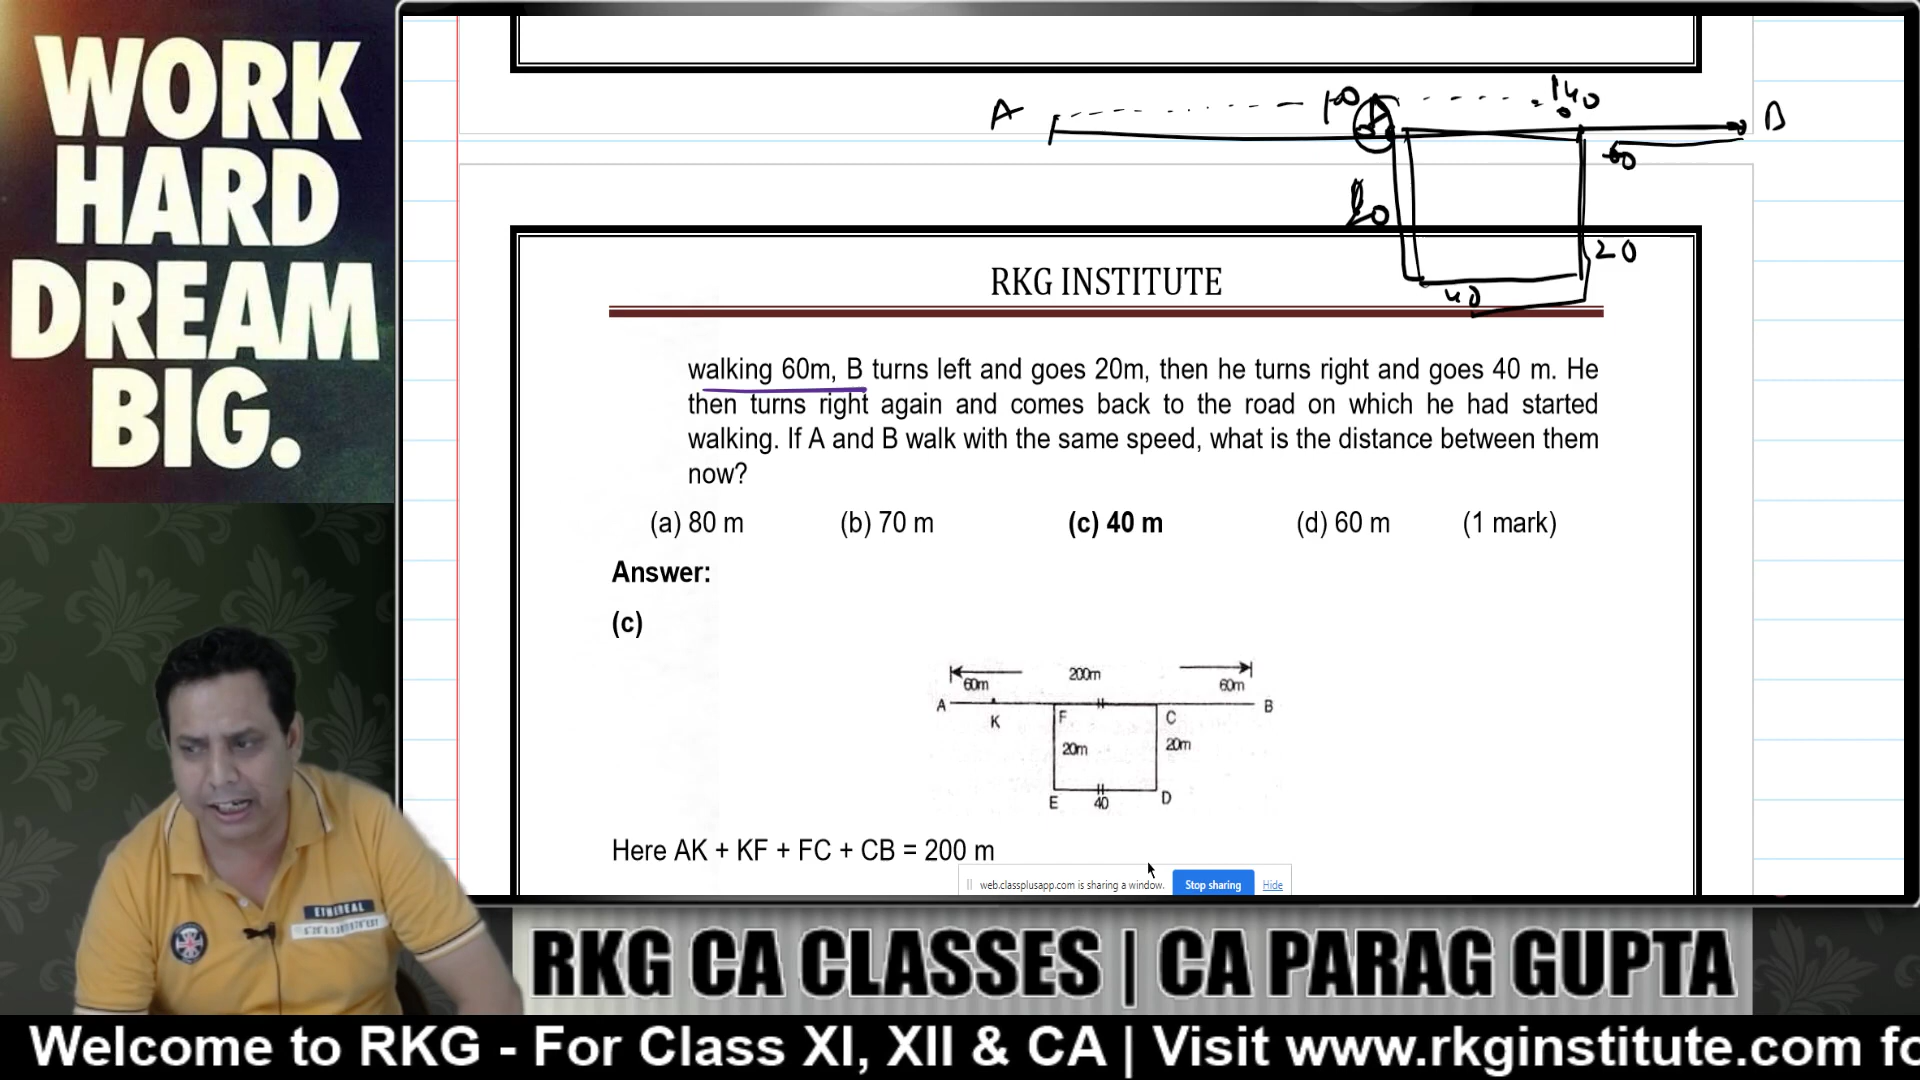 WORK
HARD
DREAM
BIG.
A
140
B
60
20
40
RKG INSTITUTE
walking 60m, B turns left and goes 20m, then he turns right and goes 40 m. He
then turns right again and comes back to the road on which he had started
walking. If A and B walk with the same speed, what is the distance between them
now?
(a) 80 m (b) 70 m (c) 40 m (d) 60 m (1 mark)
Answer:
(c)
200m
60m 60m
A B
K F C
20m 20m
E 40 D
Here AK + KF + FC + CB = 200 m
web.classplusapp.com is sharing a window. Stop sharing Hide
ETHEREAL
RKG CA CLASSES | CA PARAG GUPTA
Welcome to RKG - For Class XI, XII & CA | Visit www.rkginstitute.com fo